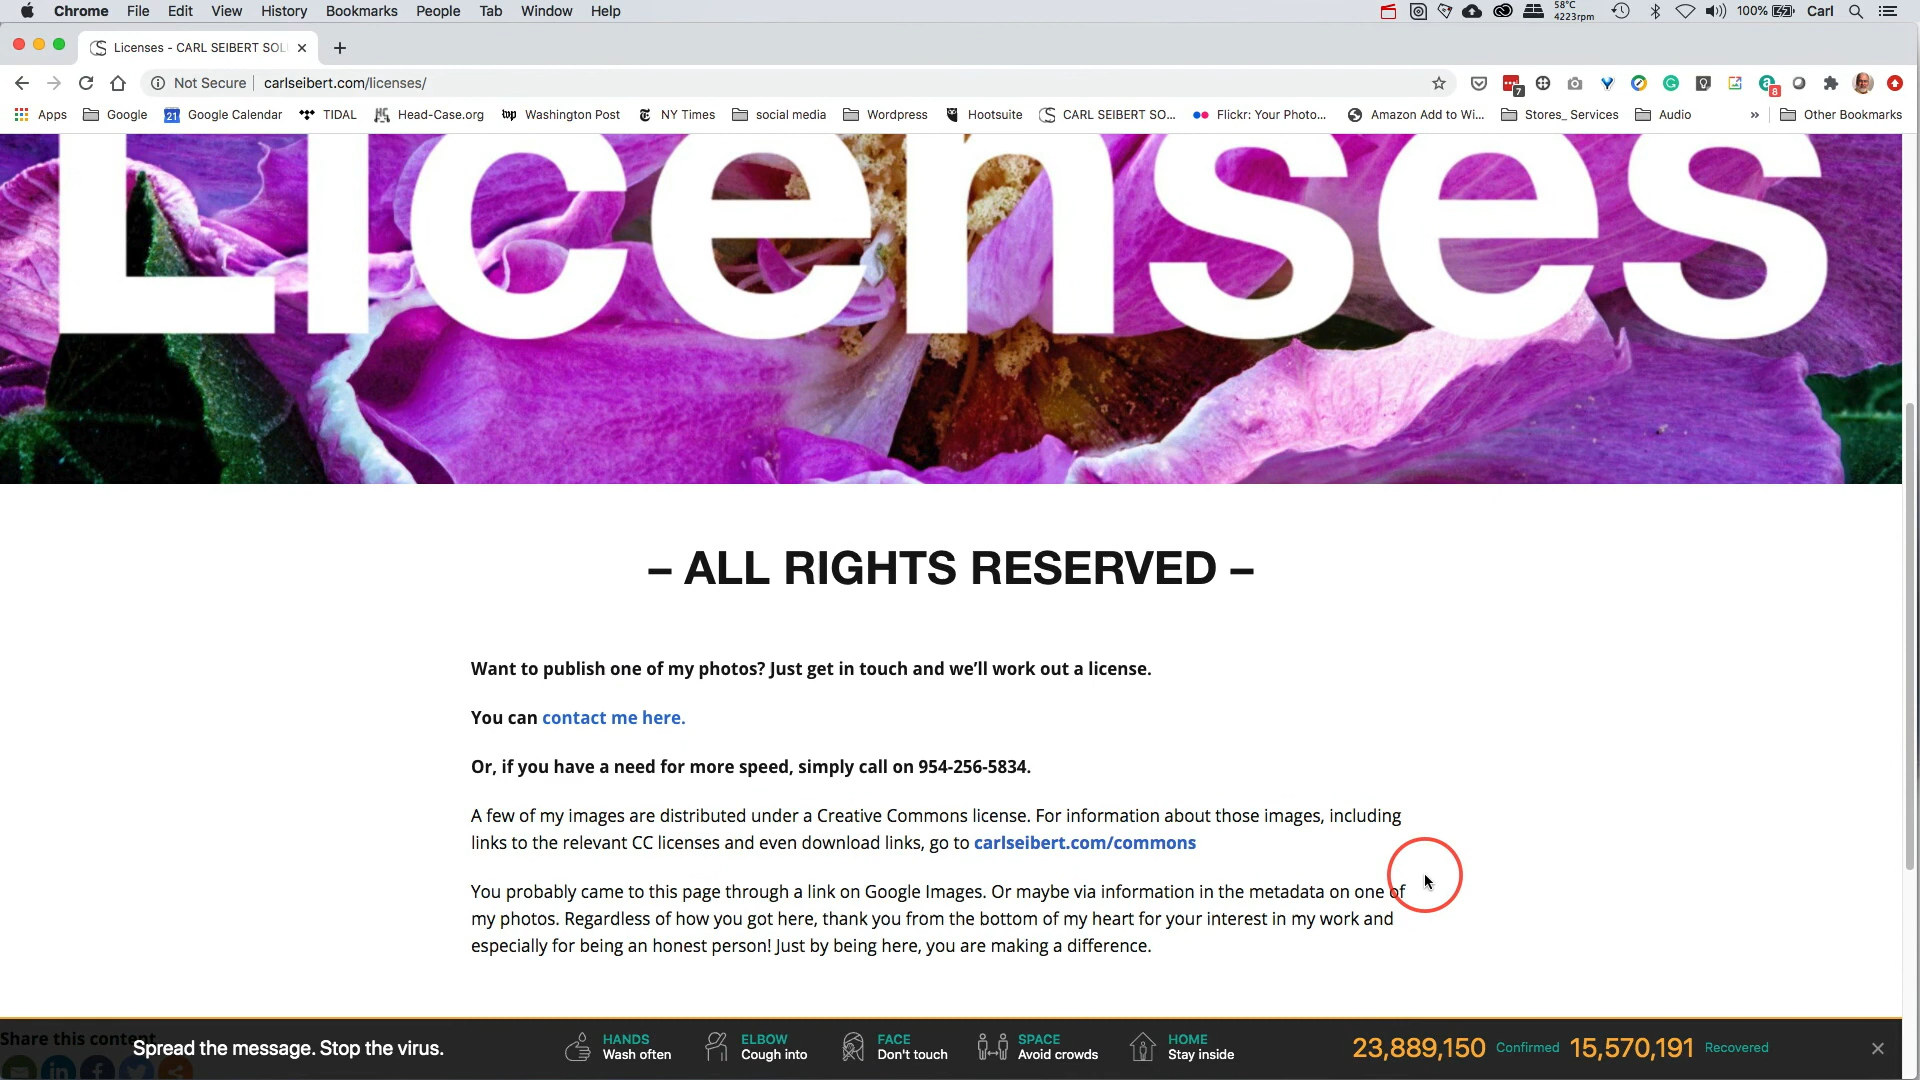 Chrome File Edit View History Bookmarks People Tab Window Help 58°C 4223rpm 100% Carl
Licenses - CARL SEIBERT SOL
Not Secure carlseibert.com/licenses/ 7 8
Apps Google 21 Google Calendar TIDAL HC Head-Case.org wp Washington Post NY Times social media Wordpress Hootsuite CARL SEIBERT SO... Flickr: Your Photo... Amazon Add to Wi... Stores_ Services Audio » Other Bookmarks
Licenses
– ALL RIGHTS RESERVED –
Want to publish one of my photos? Just get in touch and we’ll work out a license.
You can contact me here.
Or, if you have a need for more speed, simply call on 954-256-5834.
A few of my images are distributed under a Creative Commons license. For information about those images, including
links to the relevant CC licenses and even download links, go to carlseibert.com/commons
You probably came to this page through a link on Google Images. Or maybe via information in the metadata on one of
my photos. Regardless of how you got here, thank you from the bottom of my heart for your interest in my work and
especially for being an honest person! Just by being here, you are making a difference.
Share this content
Spread the message. Stop the virus.
HANDS
Wash often
ELBOW
Cough into
FACE
Don't touch
SPACE
Avoid crowds
HOME
Stay inside
23,889,150 Confirmed 15,570,191 Recovered